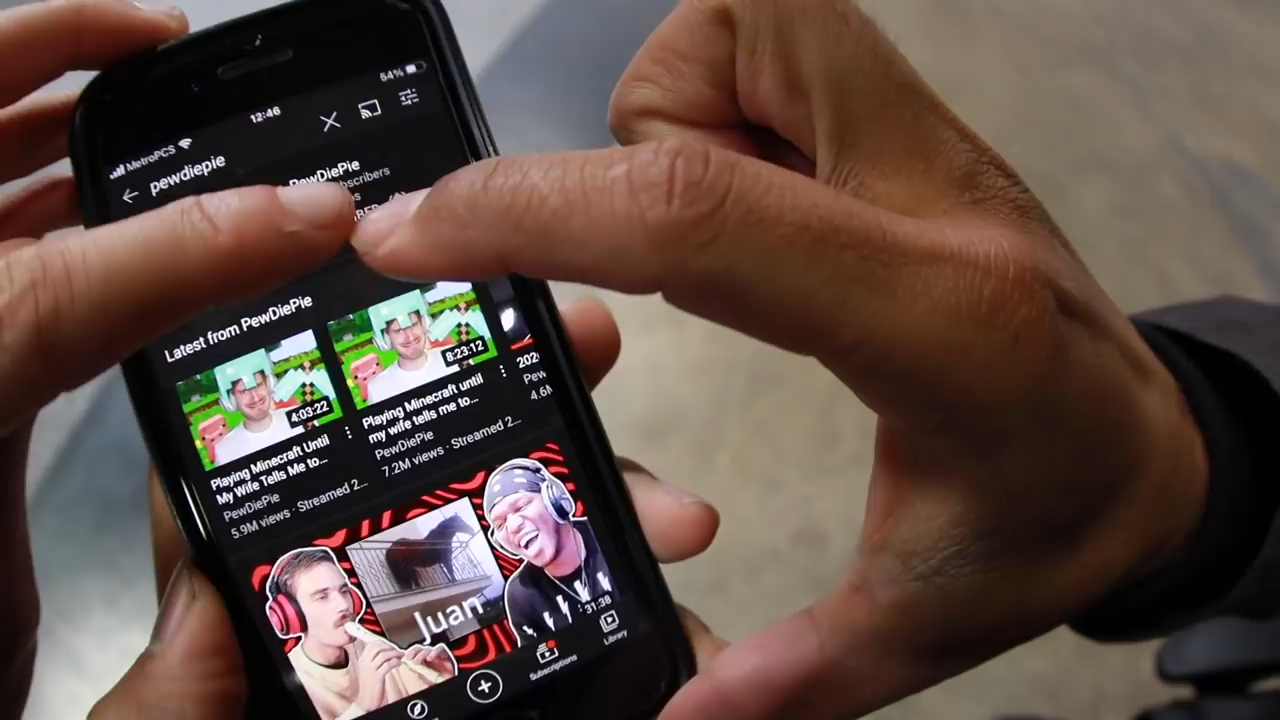 54%
12:46
MetroPCS
pewdiepie
PewDiePie
Latest from PewDiePie
4:03:22
8:23:12
Playing Minecraft Until
My Wife Tells Me to...
PewDiePie
5.9M views · Streamed 2...
Playing Minecraft until
my wife tells me to...
PewDiePie
7.2M views · Streamed 2...
Juan
31:38
Subscriptions
Library